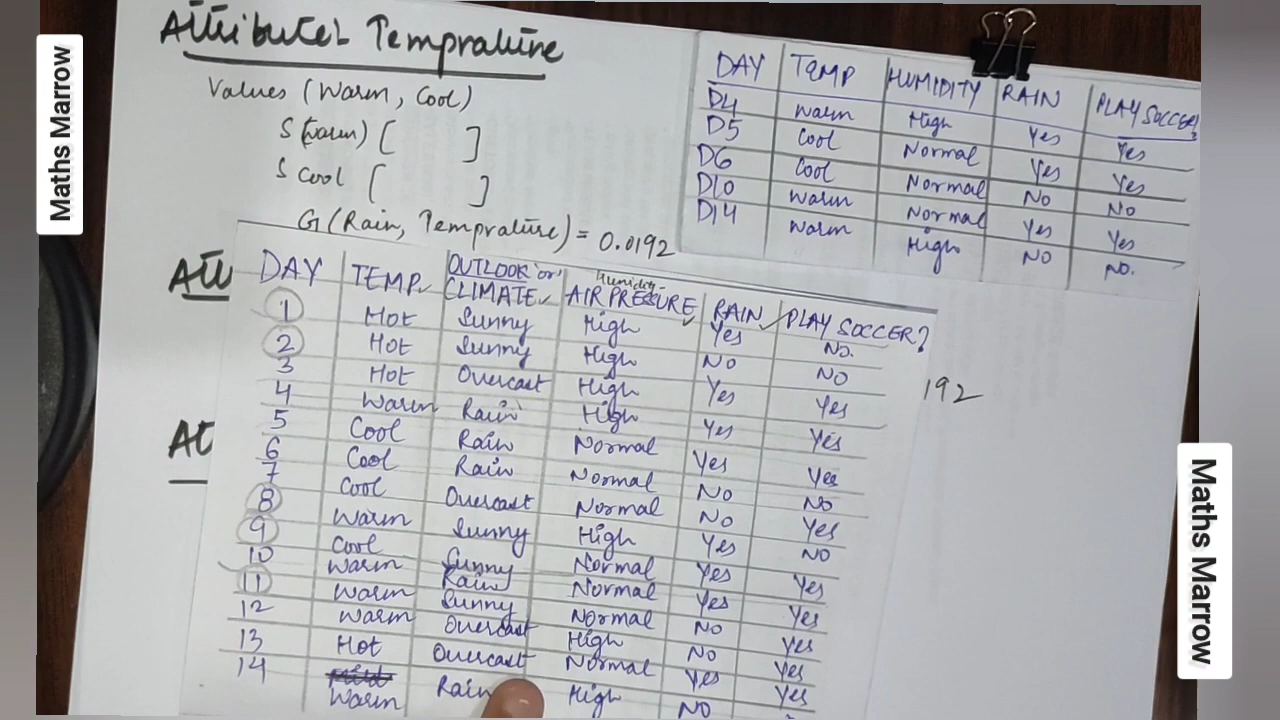 Attributes Temprature
Values (Warm, Cool)
S (Warm) [ ]
S Cool [ ]
G (Rain, Temprature) = 0.0192
DAY TEMP HUMIDITY RAIN PLAY SOCCER?
D4 Warm High Yes Yes
D5 Cool Normal Yes Yes
D6 Cool Normal NO NO
D10 Warm Normal Yes Yes
D14 Warm High NO NO.
Att
At
192
DAY TEMP OUTLOOK 'or' CLIMATE Humidity AIR PRESSURE RAIN PLAY SOCCER?
1 Hot Sunny High Yes No.
2 Hot Sunny High NO NO
3 Hot Overcast High Yes Yes
4 Warm Rain High Yes Yes
5 Cool Rain Normal Yes Yes
6 Cool Rain Normal NO NO
7 Cool Overcast Normal NO Yes
8 Warm Sunny High Yes NO
9 Cool Sunny Normal Yes Yes
10 Warm Rain Normal Yes Yes
11 Warm Sunny Normal NO Yes
12 Warm Overcast High NO Yes
13 Hot Overcast Normal Yes Yes
14 Warm Rain High NO
Maths Marrow
Maths Marrow